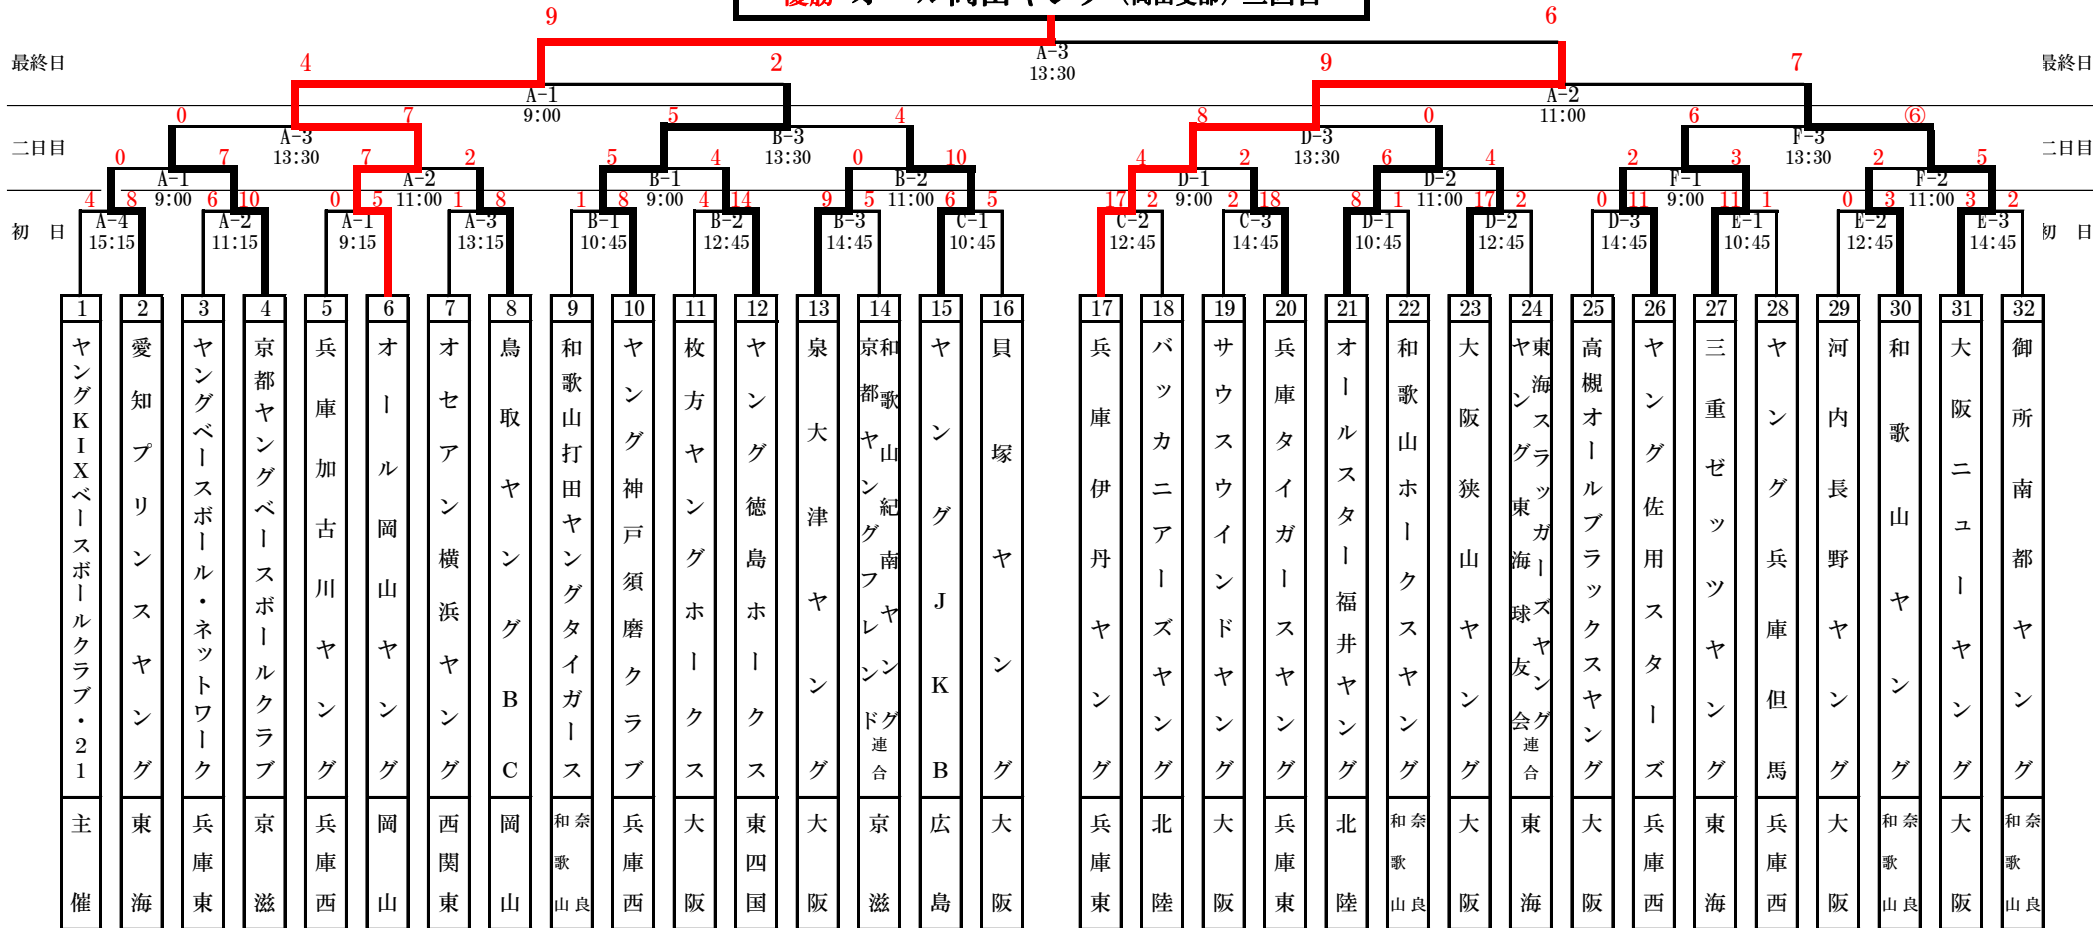 優勝 オール岡山ヤング (岡山支部) 二回目
9 6
A-3
13:30
最終日 4 2 9 7 最終日
A-1
9:00
A-2
11:00
0 7 5 4 8 0 6 ⑥
二日目
A-3
13:30
B-3
13:30
D-3
13:30
F-3
13:30
二日目
0 7 7 2 5 4 0 10 4 2 6 4 2 3 2 5
A-1
9:00
A-2
11:00
B-1
9:00
B-2
11:00
D-1
9:00
D-2
11:00
F-1
9:00
F-2
11:00
4 8 6 10 0 5 1 8 1 8 4 14 9 5 6 5 17 2 2 18 8 1 17 2 0 11 11 1 0 3 3 2
初 日
A-4
15:15
A-2
11:15
A-1
9:15
A-3
13:15
B-1
10:45
B-2
12:45
B-3
14:45
C-1
10:45
C-2
12:45
C-3
14:45
D-1
10:45
D-2
12:45
D-3
14:45
E-1
10:45
E-2
12:45
E-3
14:45
初 日
1 ヤングKIXベースボールクラブ・21 主催
2 愛知プリンスヤング 東海
3 ヤングベースボール・ネットワーク 兵庫東
4 京都ヤングベースボールクラブ 京滋
5 兵庫加古川ヤング 兵庫西
6 オール岡山ヤング 岡山
7 オセアン横浜ヤング 西関東
8 鳥取ヤングBC 岡山
9 和歌山打田ヤングタイガース 奈良和歌山
10 ヤング神戸須磨クラブ 兵庫西
11 枚方ヤングホークス 大阪
12 ヤング徳島ホークス 東四国
13 泉大津ヤング 大阪
14 和歌山紀南ヤング京都ヤングフレンド連合 京滋
15 ヤングJKB 広島
16 貝塚ヤング 大阪
17 兵庫伊丹ヤング 兵庫東
18 バッカニアーズヤング 北陸
19 サウスウインドヤング 大阪
20 兵庫タイガースヤング 兵庫東
21 オールスター福井ヤング 北陸
22 和歌山ホークスヤング 奈良和歌山
23 大阪狭山ヤング 大阪
24 東海スラッガーズヤングヤング東海球友会連合 東海
25 高槻オールブラックスヤング 大阪
26 ヤング佐用スターズ 兵庫西
27 三重ゼッツヤング 東海
28 ヤング兵庫但馬 兵庫西
29 河内長野ヤング 大阪
30 和歌山ヤング 奈良和歌山
31 大阪ニューヤング 大阪
32 御所南都ヤング 奈良和歌山